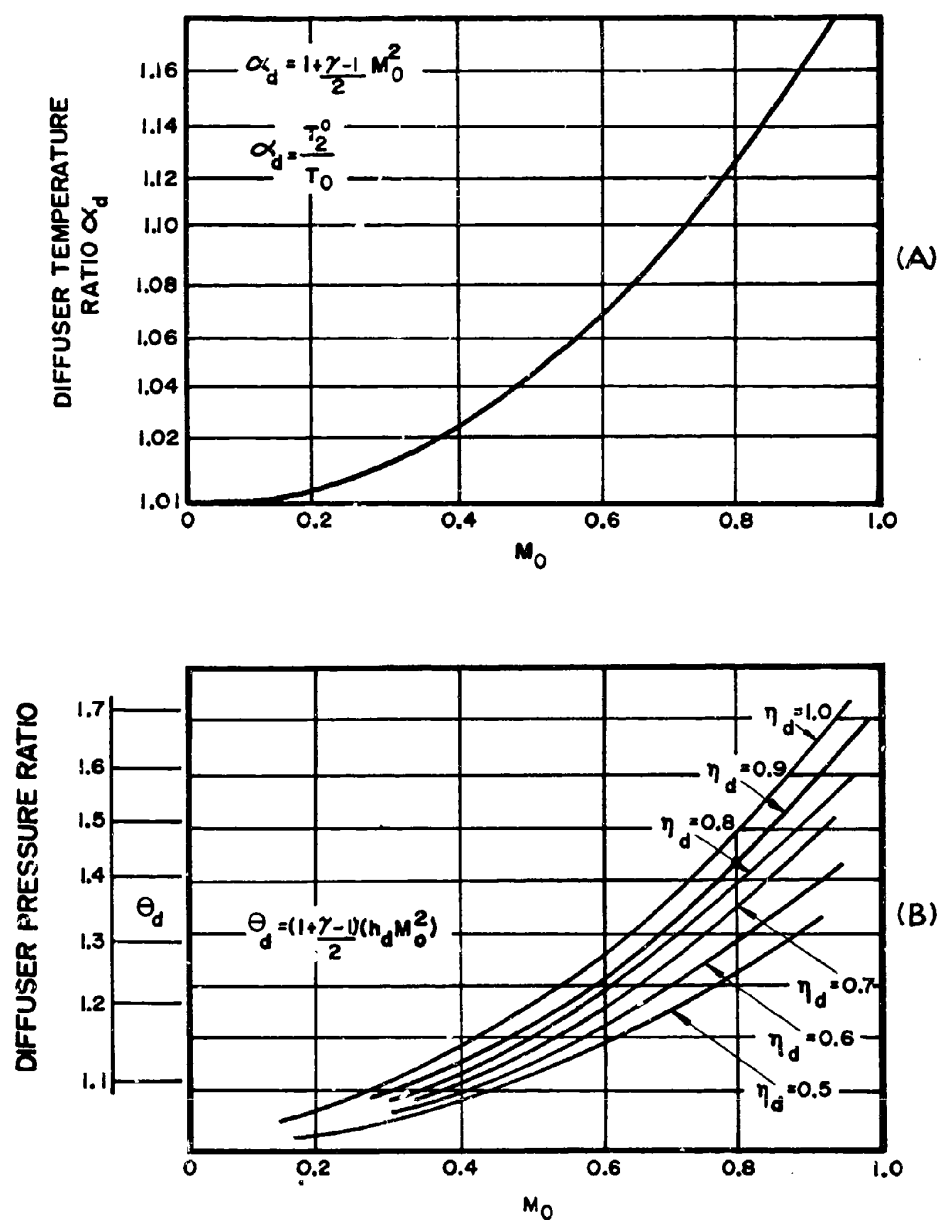 DIFFUSER TEMPERATURE
RATIO α_d
1.16
1.14
1.12
1.10
1.08
1.06
1.04
1.02
1.01
α_d = 1+γ-1/2 M_0^2
α_d = T_2^0/T_0
(A)
0 0.2 0.4 0.6 0.8 1.0
M_0
DIFFUSER PRESSURE RATIO
Θ_d
1.7
1.6
1.5
1.4
1.3
1.2
1.1
η_d=1.0
η_d=0.9
η_d=0.8
Θ_d=(1+γ-1)/2(h_d M_0^2)
(B)
η_d=0.7
η_d=0.6
η_d=0.5
0 0.2 0.4 0.6 0.8 1.0
M_0